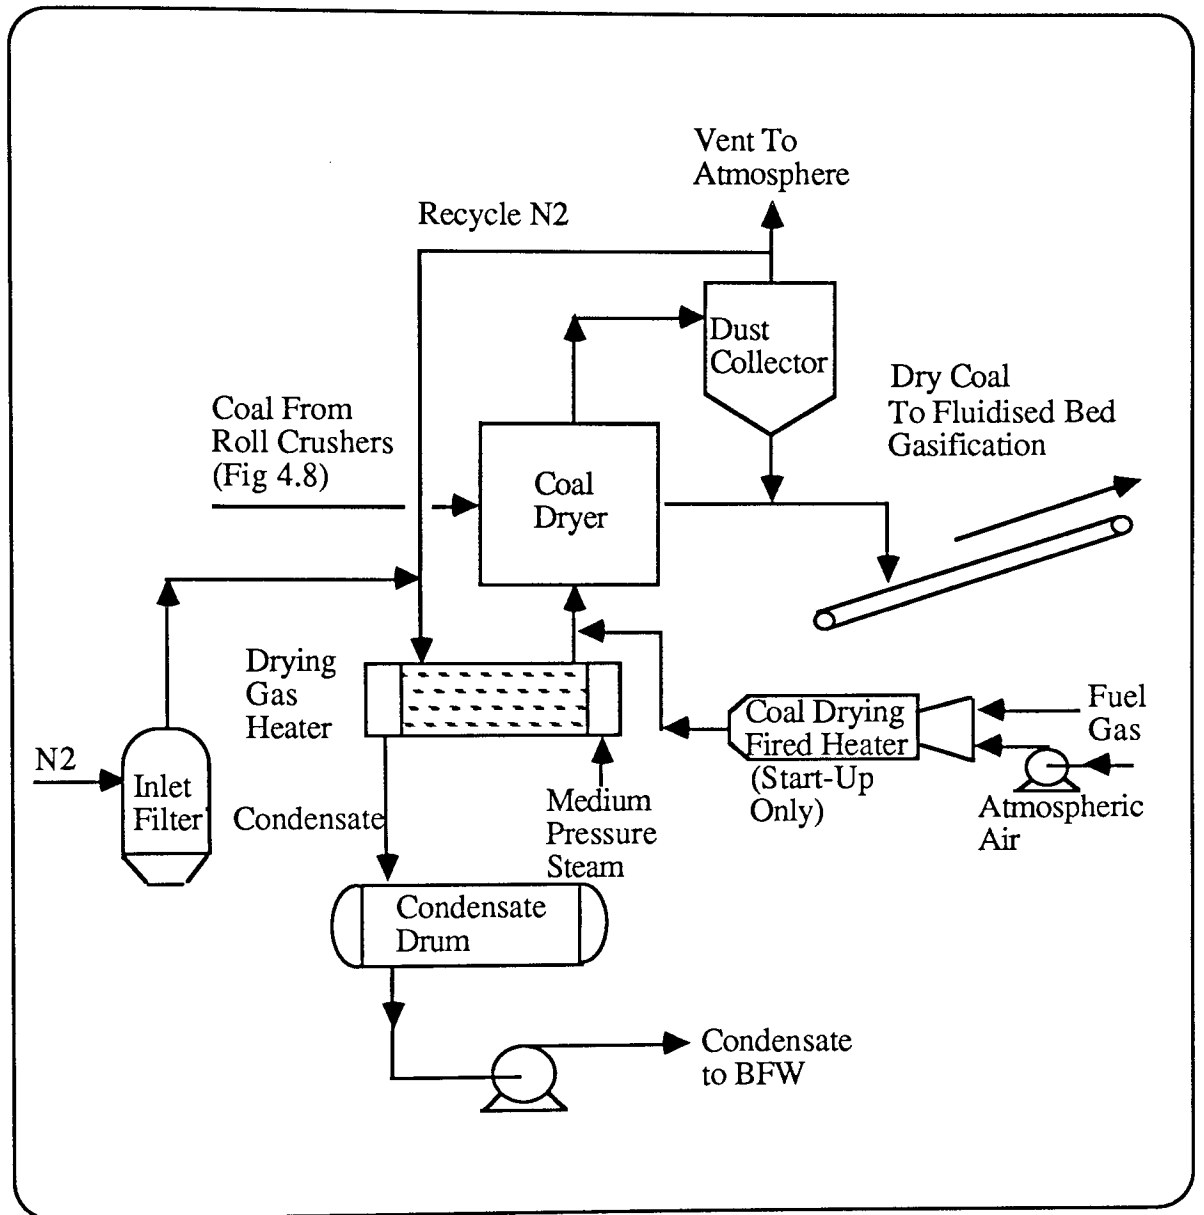 Vent To
Atmosphere
Recycle N2
Dust
Collector
Dry Coal
To Fluidised Bed
Gasification
Coal From
Roll Crushers
(Fig 4.8)
Coal
Dryer
Drying
Gas
Heater
Coal Drying
Fired Heater
(Start-Up
Only)
Fuel
Gas
N2
Inlet
Filter
Condensate
Medium
Pressure
Steam
Atmospheric
Air
Condensate
Drum
Condensate
to BFW